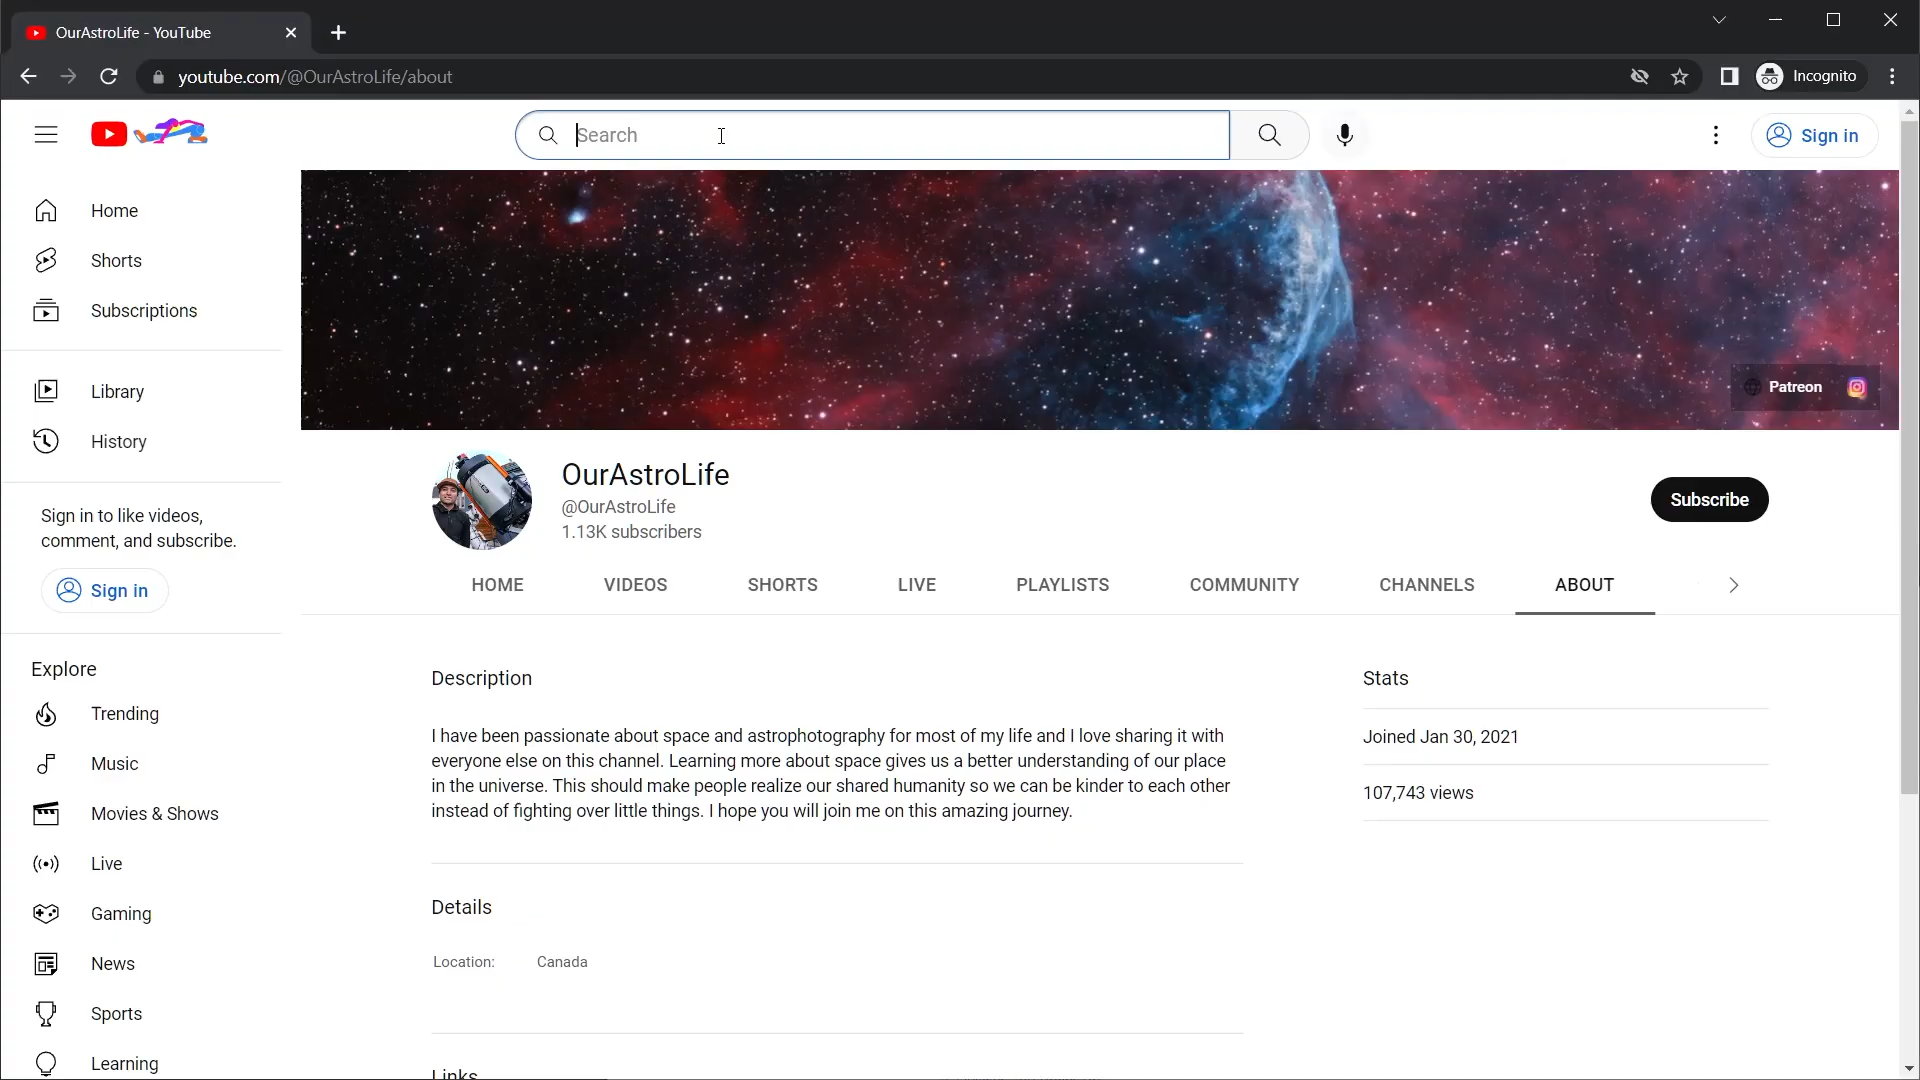 OurAstroLife - YouTube
youtube.com/@OurAstroLife/about
Incognito
Search
Sign in
Home
Shorts
Subscriptions
Library
History
Sign in to like videos,
comment, and subscribe.
Sign in
Explore
Trending
Music
Movies & Shows
Live
Gaming
News
Sports
Learning
Patreon
OurAstroLife
@OurAstroLife
1.13K subscribers
Subscribe
HOME
VIDEOS
SHORTS
LIVE
PLAYLISTS
COMMUNITY
CHANNELS
ABOUT
Description
I have been passionate about space and astrophotography for most of my life and I love sharing it with
everyone else on this channel. Learning more about space gives us a better understanding of our place
in the universe. This should make people realize our shared humanity so we can be kinder to each other
instead of fighting over little things. I hope you will join me on this amazing journey.
Details
Location: Canada
Links
Stats
Joined Jan 30, 2021
107,743 views